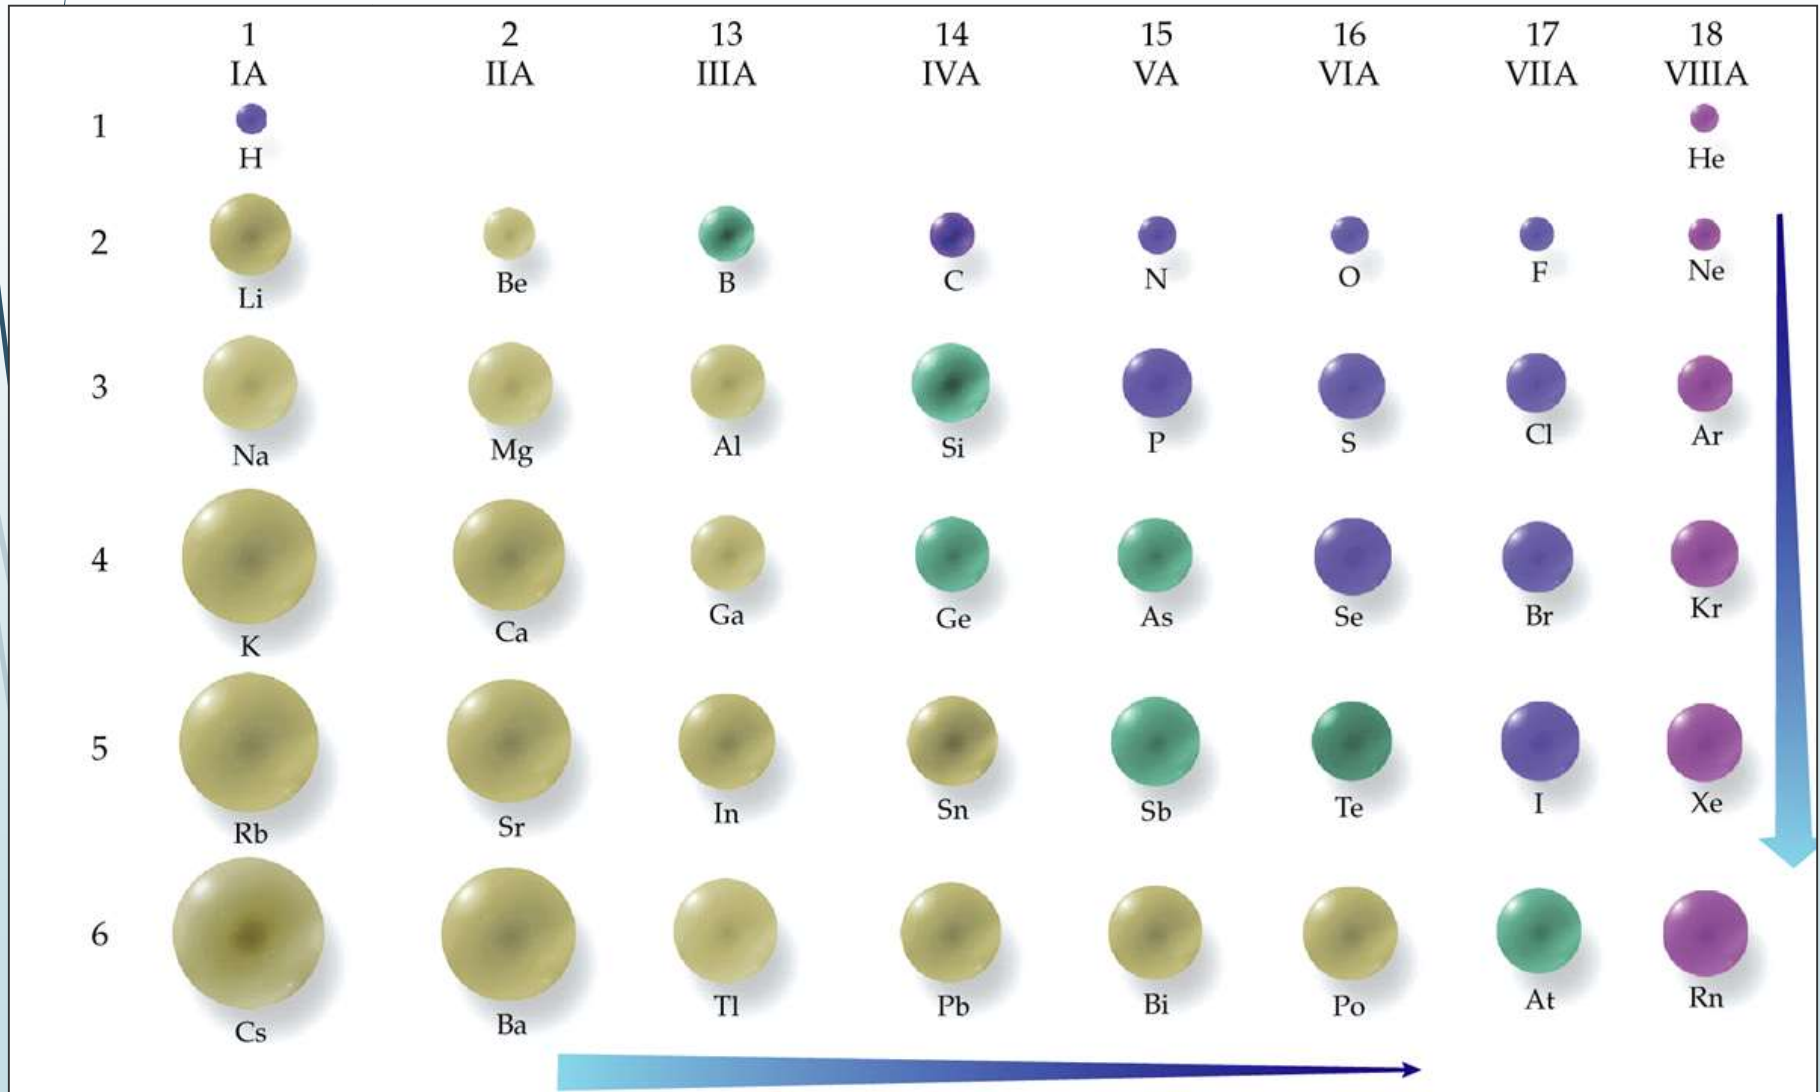 1 2 13 14 15 16 17 18
IA IIA IIIA IVA VA VIA VIIA VIIIA
1
H He
2
Li Be B C N O F Ne
3
Na Mg Al Si P S Cl Ar
4
K Ca Ga Ge As Se Br Kr
5
Rb Sr In Sn Sb Te I Xe
6
Cs Ba Tl Pb Bi Po At Rn